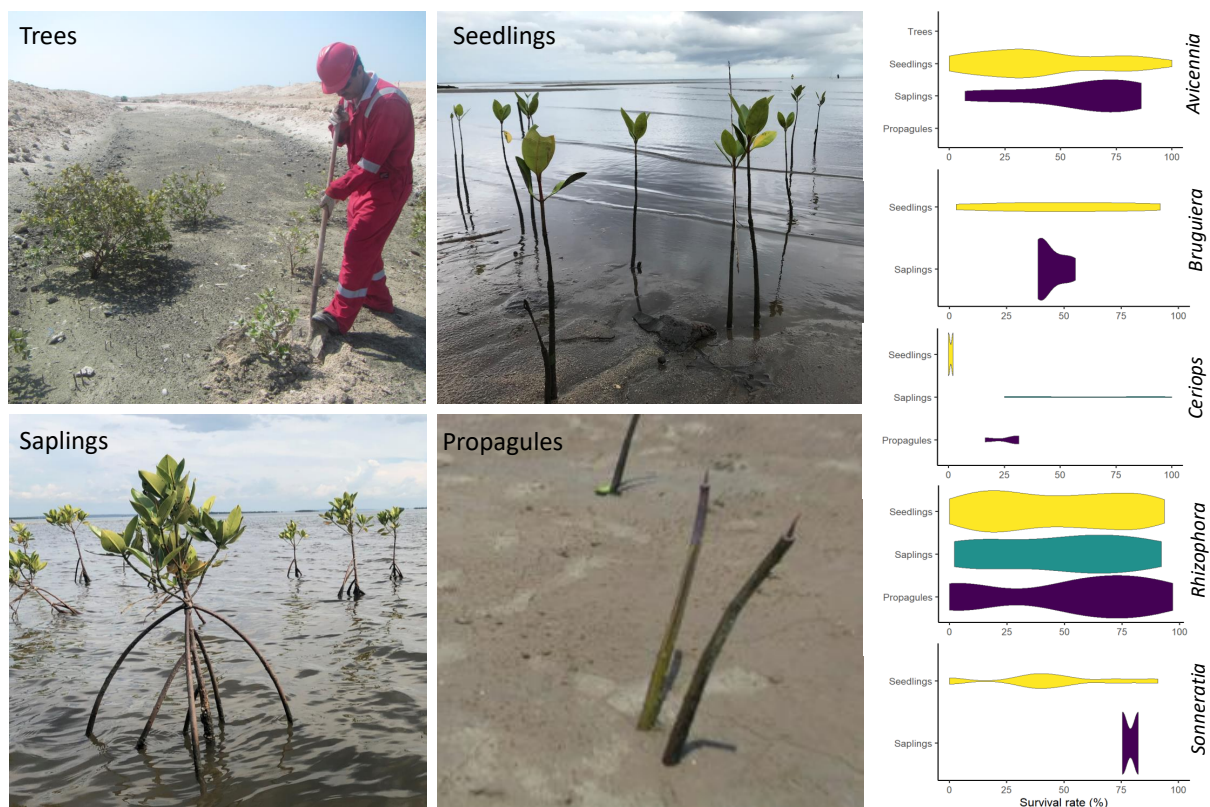 Trees
Seedlings
Saplings
Propagules
Trees
Seedlings
Saplings
Propagules
0 25 50 75 100
Avicennia
Seedlings
Saplings
0 25 50 75 100
Bruguiera
Seedlings
Saplings
Propagules
0 25 50 75 100
Ceriops
Seedlings
Saplings
Propagules
0 25 50 75 100
Rhizophora
Seedlings
Saplings
0 25 50 75 100
Survival rate (%)
Sonneratia